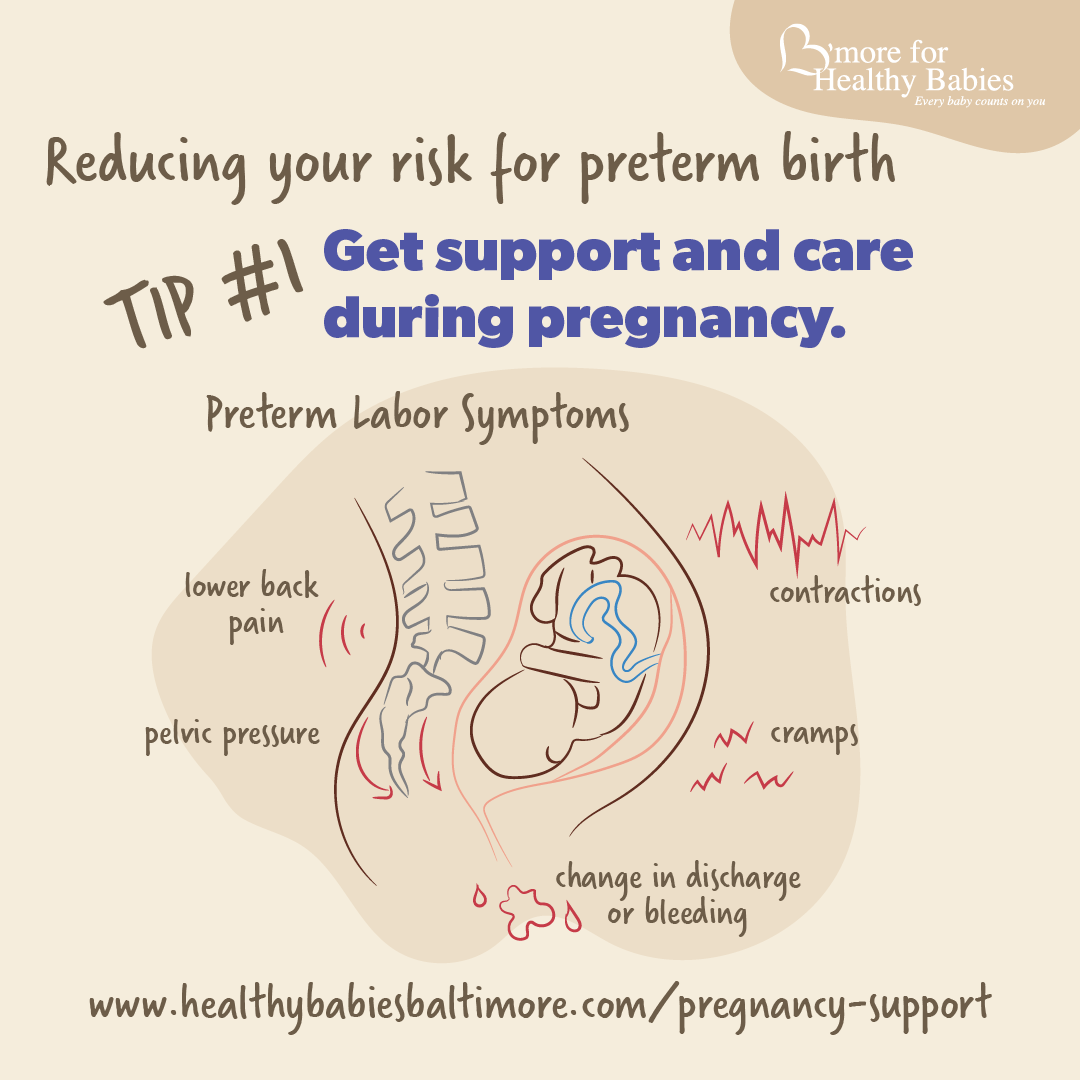 B'more for
Healthy Babies
Every baby counts on you
Reducing your risk for preterm birth
TIP #1
Get support and care
during pregnancy.
Preterm Labor Symptoms
lower back
pain
contractions
pelvic pressure
cramps
change in discharge
or bleeding
www.healthybabiesbaltimore.com/pregnancy-support